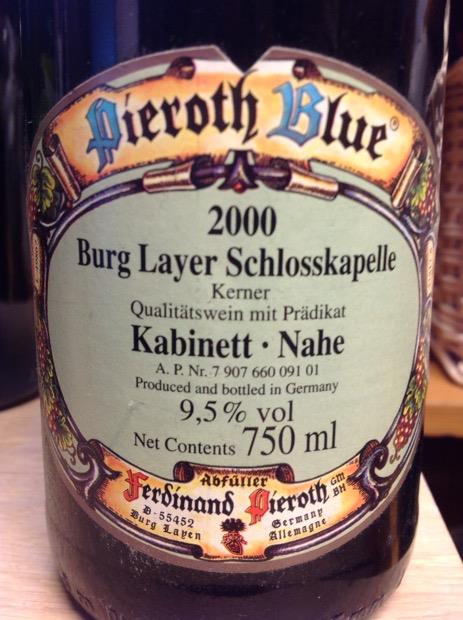 Pieroth Blue®
2000
Burg Layer Schlosskapelle
Kerner
Qualitätswein mit Prädikat
Kabinett · Nahe
A. P. Nr. 7 907 660 091 01
Produced and bottled in Germany
9,5% vol
Net Contents 750 ml
Abfüller
Ferdinand Pieroth GMBH
D-55452 Germany
Burg Layen Allemagne